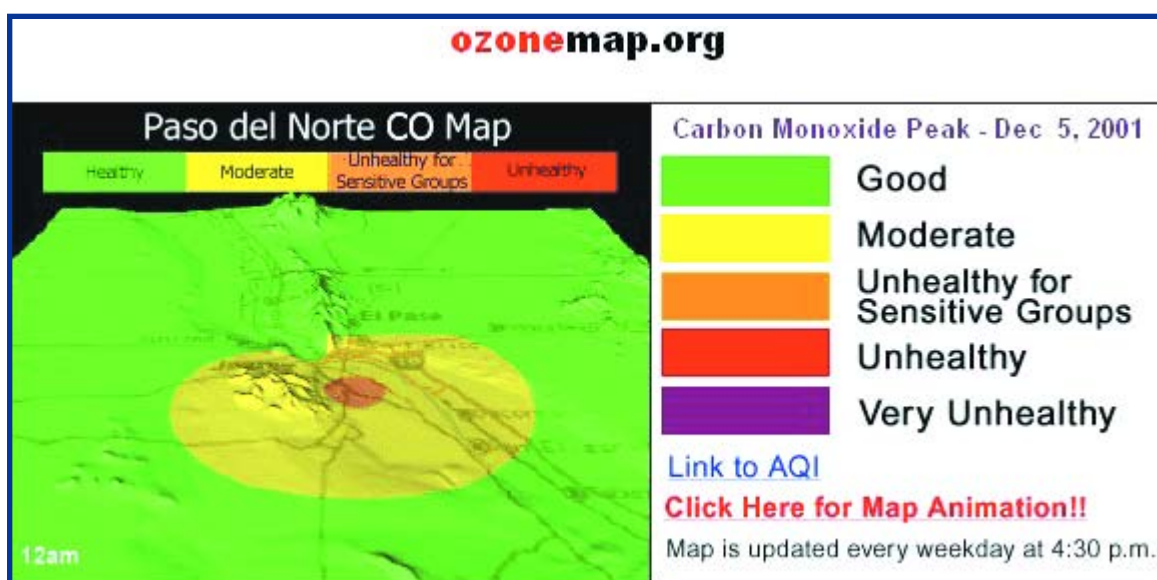 ozonemap.org
Paso del Norte CO Map
Healthy
Moderate
Unhealthy for
Sensitive Groups
Unhealthy
El Paso
12am
Carbon Monoxide Peak - Dec 5, 2001
Good
Moderate
Unhealthy for
Sensitive Groups
Unhealthy
Very Unhealthy
Link to AQI
Click Here for Map Animation!!
Map is updated every weekday at 4:30 p.m.